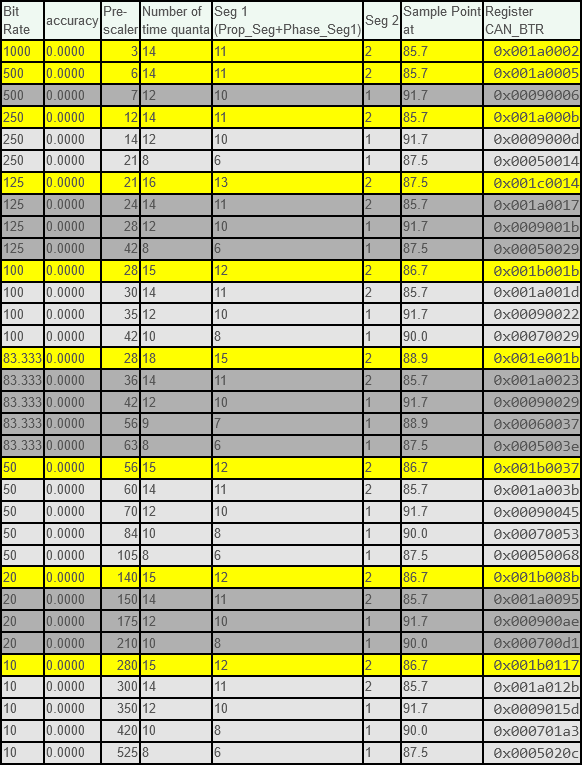 Bit Rate accuracy Pre-scaler Number of time quanta Seg 1 (Prop_Seg+Phase_Seg1) Seg 2 Sample Point at Register CAN_BTR
1000 0.0000 3 14 11 2 85.7 0x001a0002
500 0.0000 6 14 11 2 85.7 0x001a0005
500 0.0000 7 12 10 1 91.7 0x00090006
250 0.0000 12 14 11 2 85.7 0x001a000b
250 0.0000 14 12 10 1 91.7 0x0009000d
250 0.0000 21 8 6 1 87.5 0x00050014
125 0.0000 21 16 13 2 87.5 0x001c0014
125 0.0000 24 14 11 2 85.7 0x001a0017
125 0.0000 28 12 10 1 91.7 0x0009001b
125 0.0000 42 8 6 1 87.5 0x00050029
100 0.0000 28 15 12 2 86.7 0x001b001b
100 0.0000 30 14 11 2 85.7 0x001a001d
100 0.0000 35 12 10 1 91.7 0x00090022
100 0.0000 42 10 8 1 90.0 0x00070029
83.333 0.0000 28 18 15 2 88.9 0x001e001b
83.333 0.0000 36 14 11 2 85.7 0x001a0023
83.333 0.0000 42 12 10 1 91.7 0x00090029
83.333 0.0000 56 9 7 1 88.9 0x00060037
83.333 0.0000 63 8 6 1 87.5 0x0005003e
50 0.0000 56 15 12 2 86.7 0x001b0037
50 0.0000 60 14 11 2 85.7 0x001a003b
50 0.0000 70 12 10 1 91.7 0x00090045
50 0.0000 84 10 8 1 90.0 0x00070053
50 0.0000 105 8 6 1 87.5 0x00050068
20 0.0000 140 15 12 2 86.7 0x001b008b
20 0.0000 150 14 11 2 85.7 0x001a0095
20 0.0000 175 12 10 1 91.7 0x000900ae
20 0.0000 210 10 8 1 90.0 0x000700d1
10 0.0000 280 15 12 2 86.7 0x001b0117
10 0.0000 300 14 11 2 85.7 0x001a012b
10 0.0000 350 12 10 1 91.7 0x0009015d
10 0.0000 420 10 8 1 90.0 0x000701a3
10 0.0000 525 8 6 1 87.5 0x0005020c